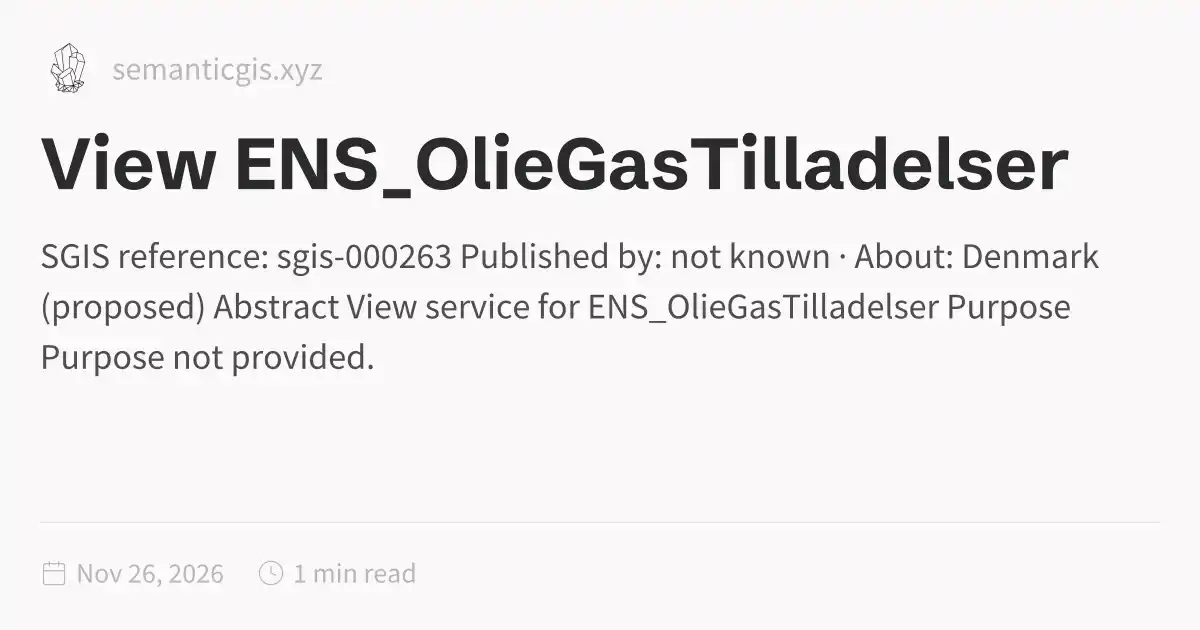 semanticgis.xyz
View ENS_OlieGasTilladelser
SGIS reference: sgis-000263 Published by: not known · About: Denmark
(proposed) Abstract View service for ENS_OlieGasTilladelser Purpose
Purpose not provided.
Nov 26, 2026 1 min read